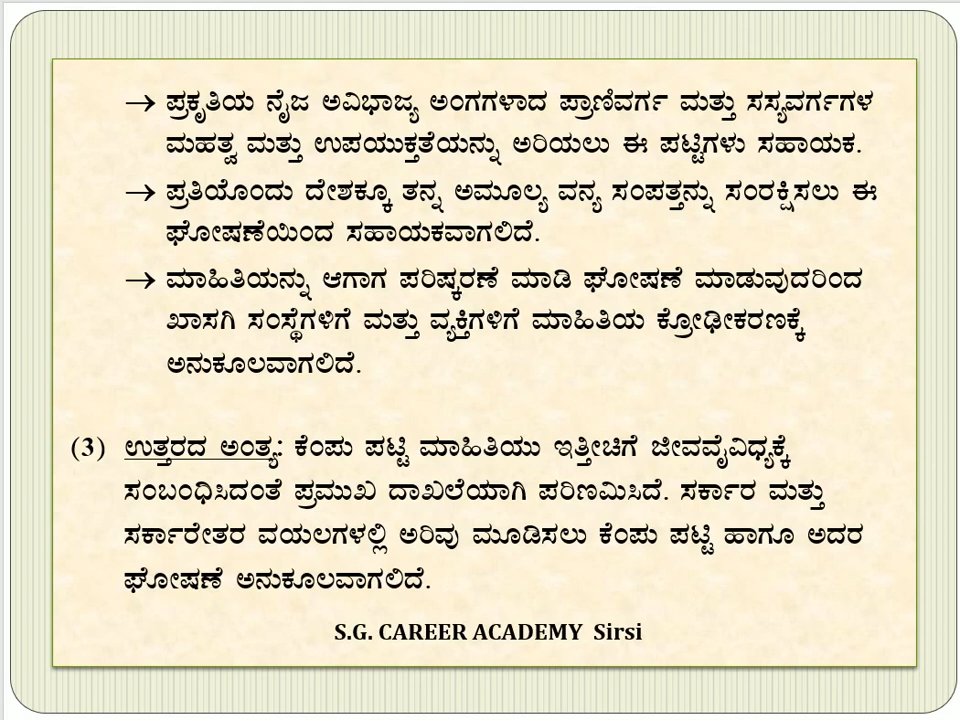 → ಪ್ರಕೃತಿಯ ನೈಜ ಅವಿಭಾಜ್ಯ ಅಂಗಗಳಾದ ಪ್ರಾಣಿವರ್ಗ ಮತ್ತು ಸಸ್ಯವರ್ಗಗಳ
ಮಹತ್ವ ಮತ್ತು ಉಪಯುಕ್ತತೆಯನ್ನು ಅರಿಯಲು ಈ ಪಟ್ಟಿಗಳು ಸಹಾಯಕ.
→ ಪ್ರತಿಯೊಂದು ದೇಶಕ್ಕೂ ತನ್ನ ಅಮೂಲ್ಯ ವನ್ಯ ಸಂಪತ್ತನ್ನು ಸಂರಕ್ಷಿಸಲು ಈ
ಘೋಷಣೆಯಿಂದ ಸಹಾಯಕವಾಗಲಿದೆ.
→ ಮಾಹಿತಿಯನ್ನು ಆಗಾಗ ಪರಿಷ್ಕರಣೆ ಮಾಡಿ ಘೋಷಣೆ ಮಾಡುವುದರಿಂದ
ಖಾಸಗಿ ಸಂಸ್ಥೆಗಳಿಗೆ ಮತ್ತು ವ್ಯಕ್ತಿಗಳಿಗೆ ಮಾಹಿತಿಯ ಕ್ರೋಢೀಕರಣಕ್ಕೆ
ಅನುಕೂಲವಾಗಲಿದೆ.
(3) ಉತ್ತರದ ಅಂತ್ಯ: ಕೆಂಪು ಪಟ್ಟಿ ಮಾಹಿತಿಯು ಇತ್ತೀಚಿಗೆ ಜೀವವೈವಿಧ್ಯಕ್ಕೆ
ಸಂಬಂಧಿಸಿದಂತೆ ಪ್ರಮುಖ ದಾಖಲೆಯಾಗಿ ಪರಿಣಮಿಸಿದೆ. ಸರ್ಕಾರ ಮತ್ತು
ಸರ್ಕಾರೇತರ ವಯಲಗಳಲ್ಲಿ ಅರಿವು ಮೂಡಿಸಲು ಕೆಂಪು ಪಟ್ಟಿ ಹಾಗೂ ಅದರ
ಘೋಷಣೆ ಅನುಕೂಲವಾಗಲಿದೆ.
S.G. CAREER ACADEMY Sirsi